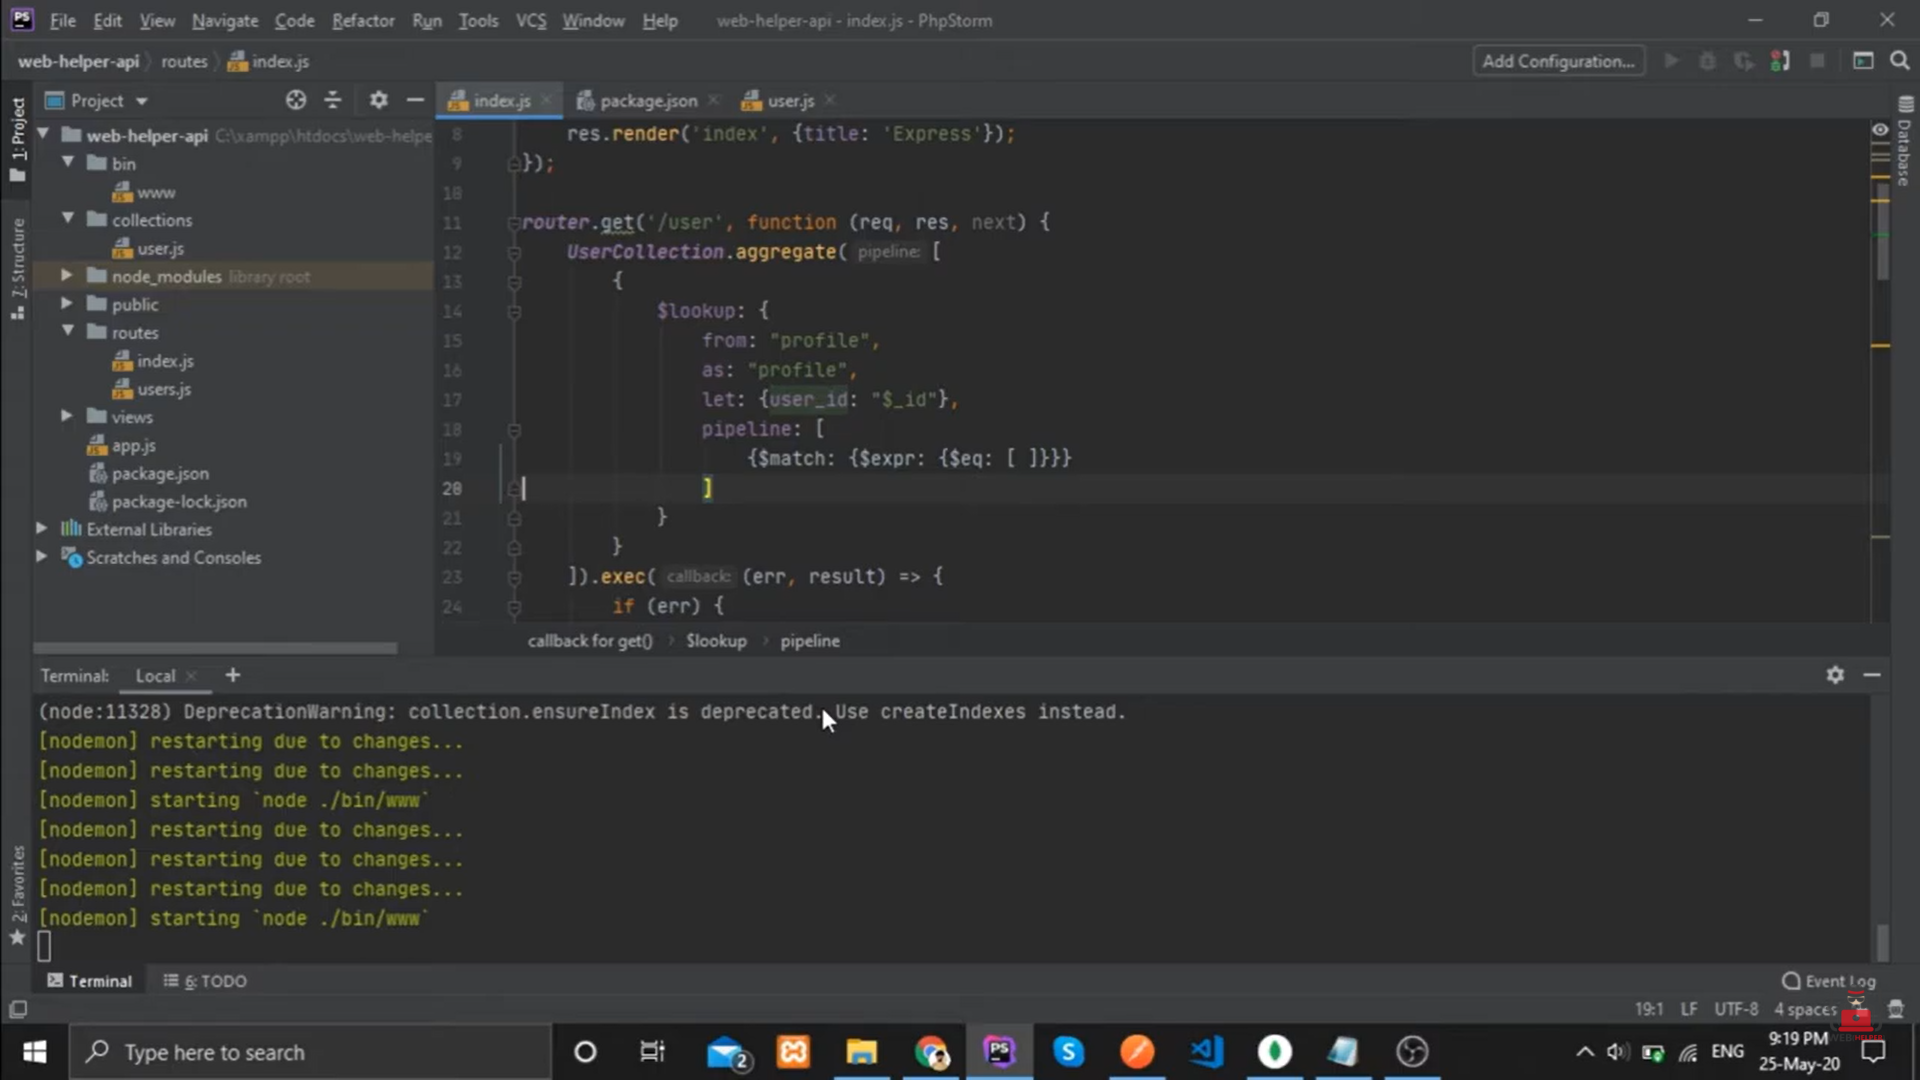 PS File Edit View Navigate Code Refactor Run Tools VCS Window Help web-helper-api - index.js - PhpStorm
web-helper-api routes index.js Add Configuration...
1: Project
7: Structure
2: Favorites
Database
Project
web-helper-api C:\xampp\htdocs\web-helpe
bin
www
collections
user.js
node_modules library root
public
routes
index.js
users.js
views
app.js
package.json
package-lock.json
External Libraries
Scratches and Consoles
index.js package.json user.js
8 res.render('index', {title: 'Express'});
9 });
10
11 router.get('/user', function (req, res, next) {
12 UserCollection.aggregate( pipeline: [
13 {
14 $lookup: {
15 from: "profile",
16 as: "profile",
17 let: {user_id: "$_id"},
18 pipeline: [
19 {$match: {$expr: {$eq: [ ]}}}
20 ]
21 }
22 }
23 ]).exec( callback: (err, result) => {
24 if (err) {
callback for get() $lookup pipeline
Terminal: Local
(node:11328) DeprecationWarning: collection.ensureIndex is deprecated. Use createIndexes instead.
[nodemon] restarting due to changes...
[nodemon] restarting due to changes...
[nodemon] starting `node ./bin/www`
[nodemon] restarting due to changes...
[nodemon] restarting due to changes...
[nodemon] restarting due to changes...
[nodemon] starting `node ./bin/www`
Terminal 6: TODO Event Log
19:1 LF UTF-8 4 spaces
Type here to search
2
PS
S
ENG
9:19 PM
25-May-20